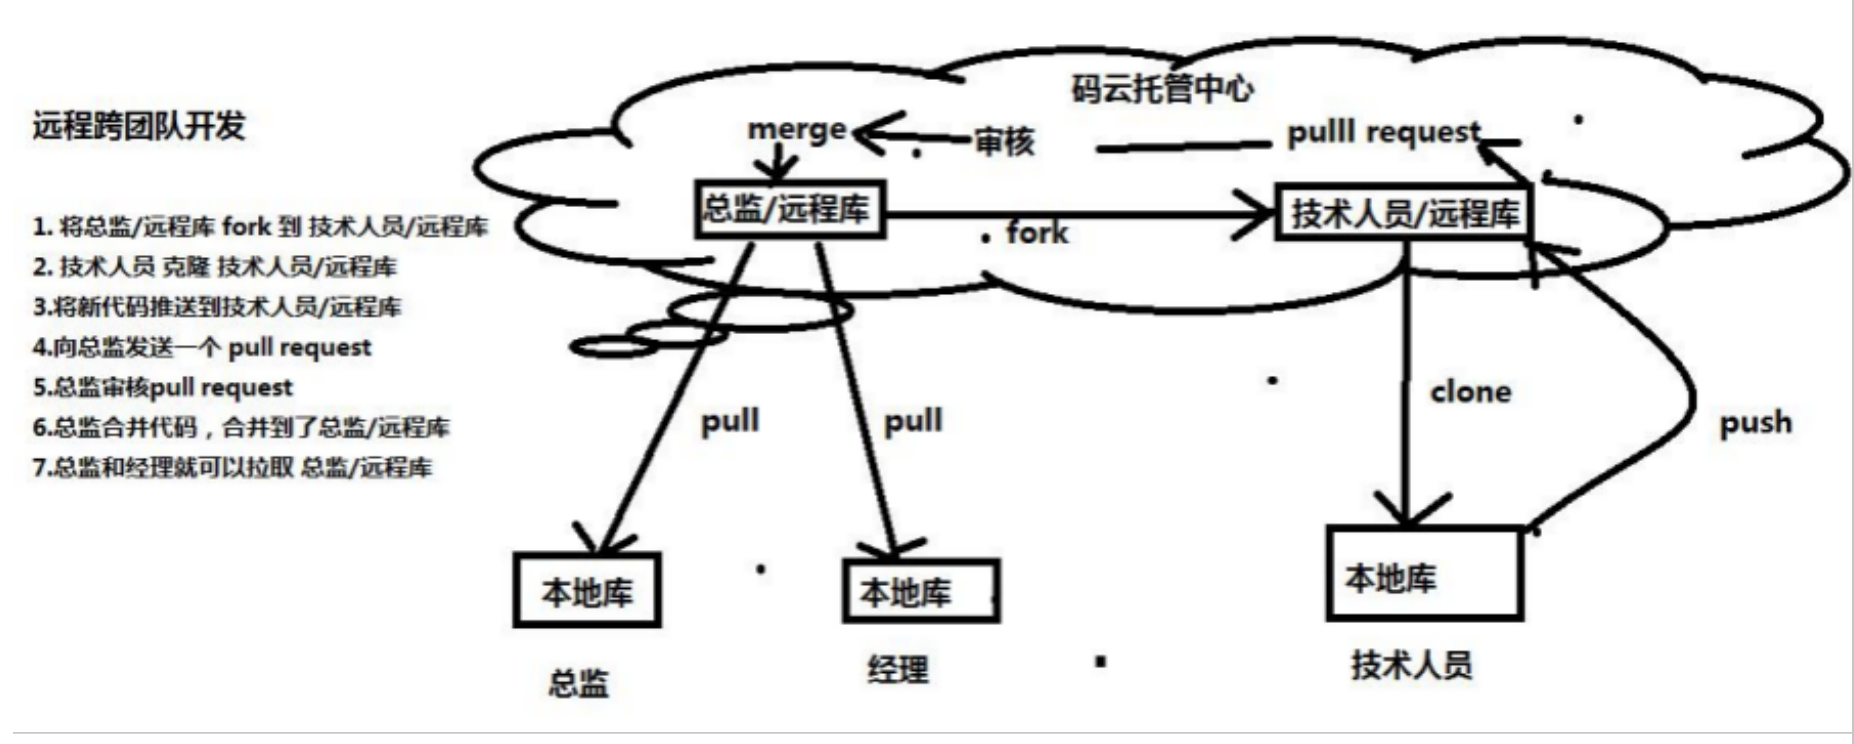 远程跨团队开发
1. 将总监/远程库 fork 到 技术人员/远程库
2. 技术人员 克隆 技术人员/远程库
3.将新代码推送到技术人员/远程库
4.向总监发送一个 pull request
5.总监审核pull request
6.总监合并代码，合并到了总监/远程库
7.总监和经理就可以拉取 总监/远程库
码云托管中心
merge
审核
pulll request
总监/远程库
fork
技术人员/远程库
pull
pull
clone
push
本地库
本地库
本地库
总监
经理
技术人员